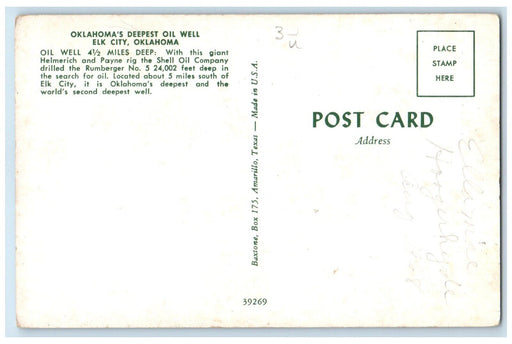 OKLAHOMA'S DEEPEST OIL WELL
ELK CITY, OKLAHOMA
OIL WELL 4½ MILES DEEP: With this giant
Helmerich and Payne rig the Shell Oil Company
drilled the Rumberger No. 5 24,002 feet deep in
the search for oil. Located about 5 miles south of
Elk City, it is Oklahoma's deepest and the
world's second deepest well.
Baxtone, Box 175, Amarillo, Texas — Made in U.S.A.
39269
3-
u
POST CARD
Address
PLACE
STAMP
HERE